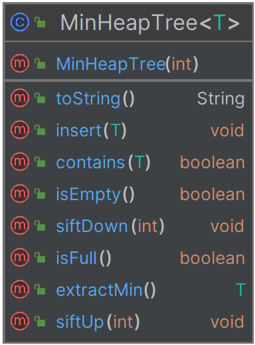 MinHeapTree<T>
MinHeapTree(int)
toString() String
insert(T) void
contains(T) boolean
isEmpty() boolean
siftDown(int) void
isFull() boolean
extractMin() T
siftUp(int) void